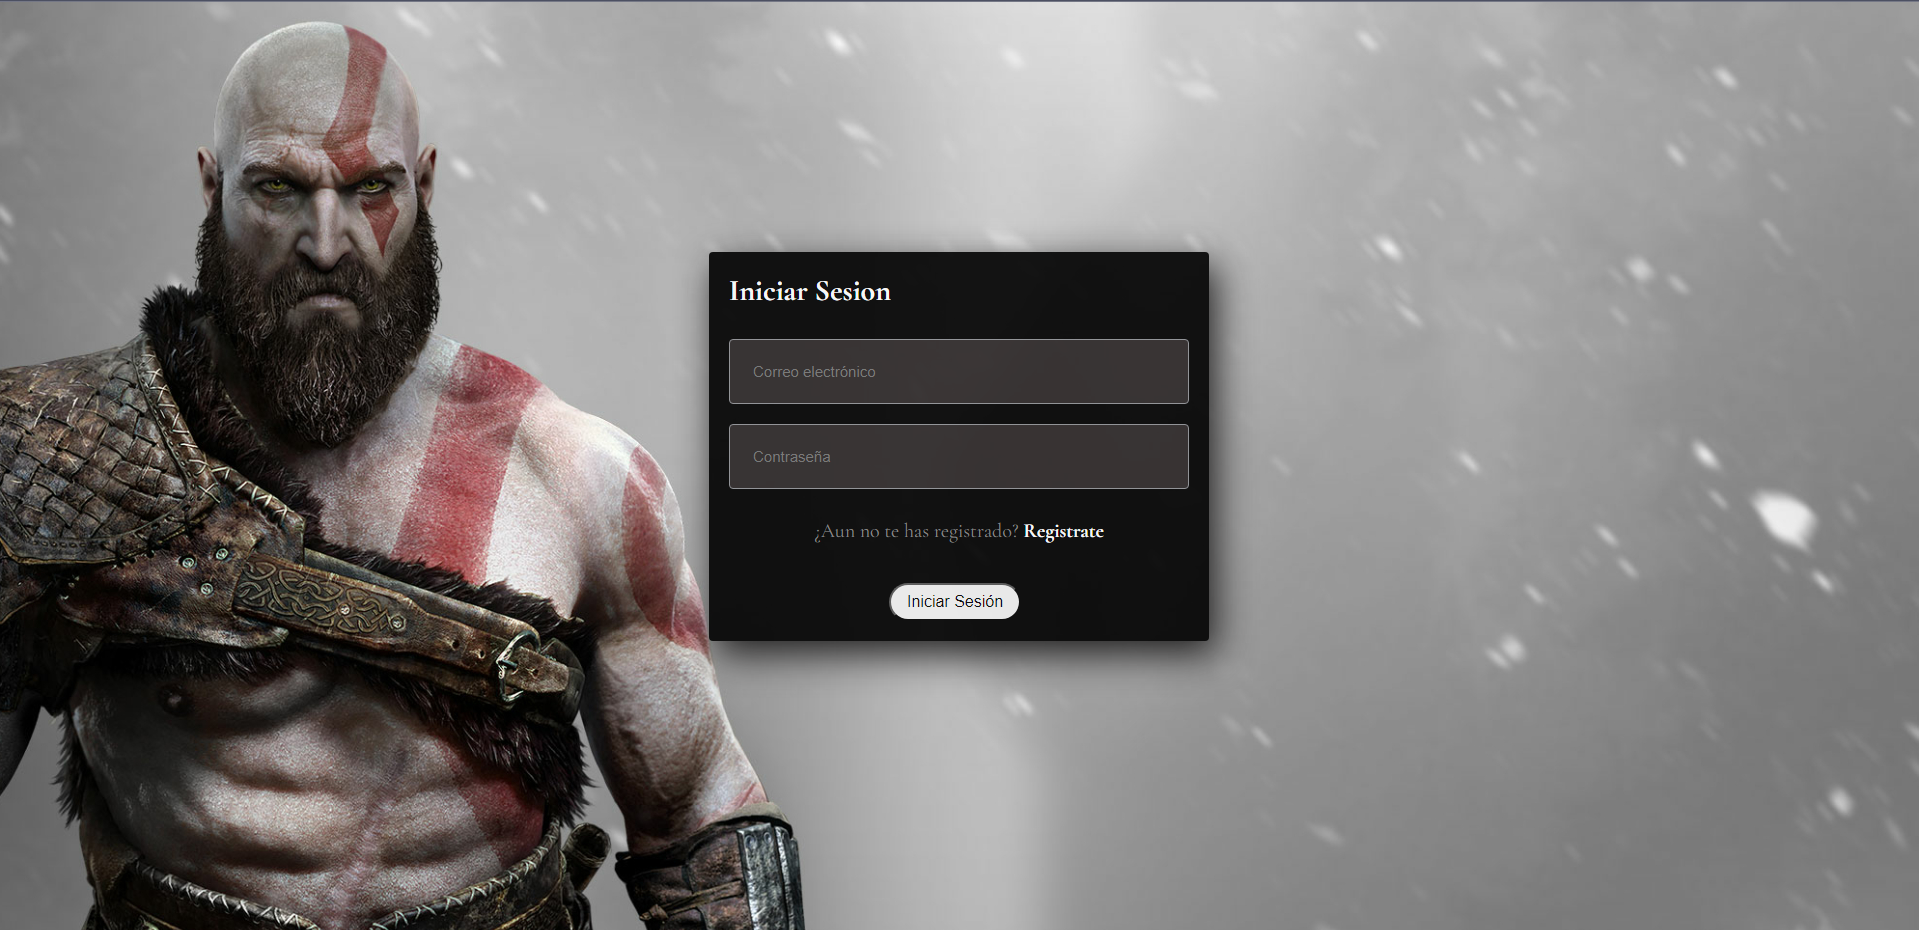 Iniciar Sesion
Correo electrónico
Contraseña
¿Aun no te has registrado? Registrate
Iniciar Sesión